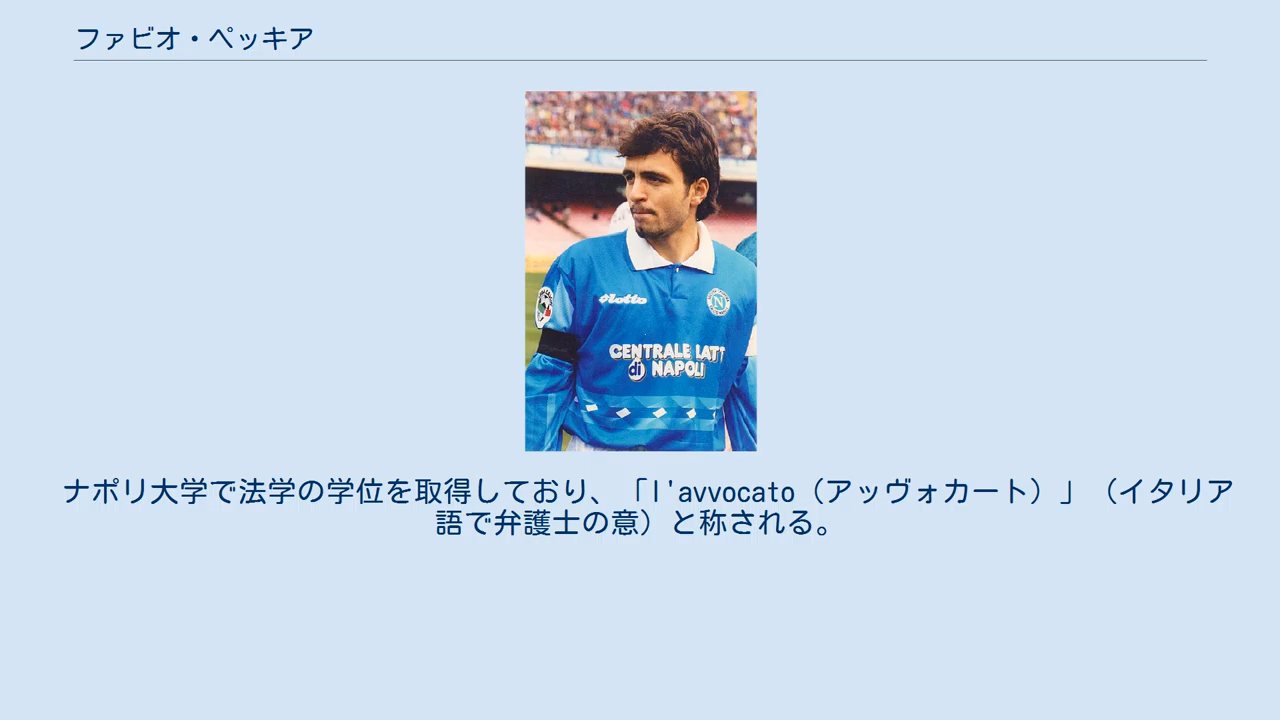 ファビオ・ペッキア
lotto
N
CENTRALE LATT
di NAPOLI
ナポリ大学で法学の学位を取得しており、「l'avvocato（アッヴォカート）」（イタリア
語で弁護士の意）と称される。